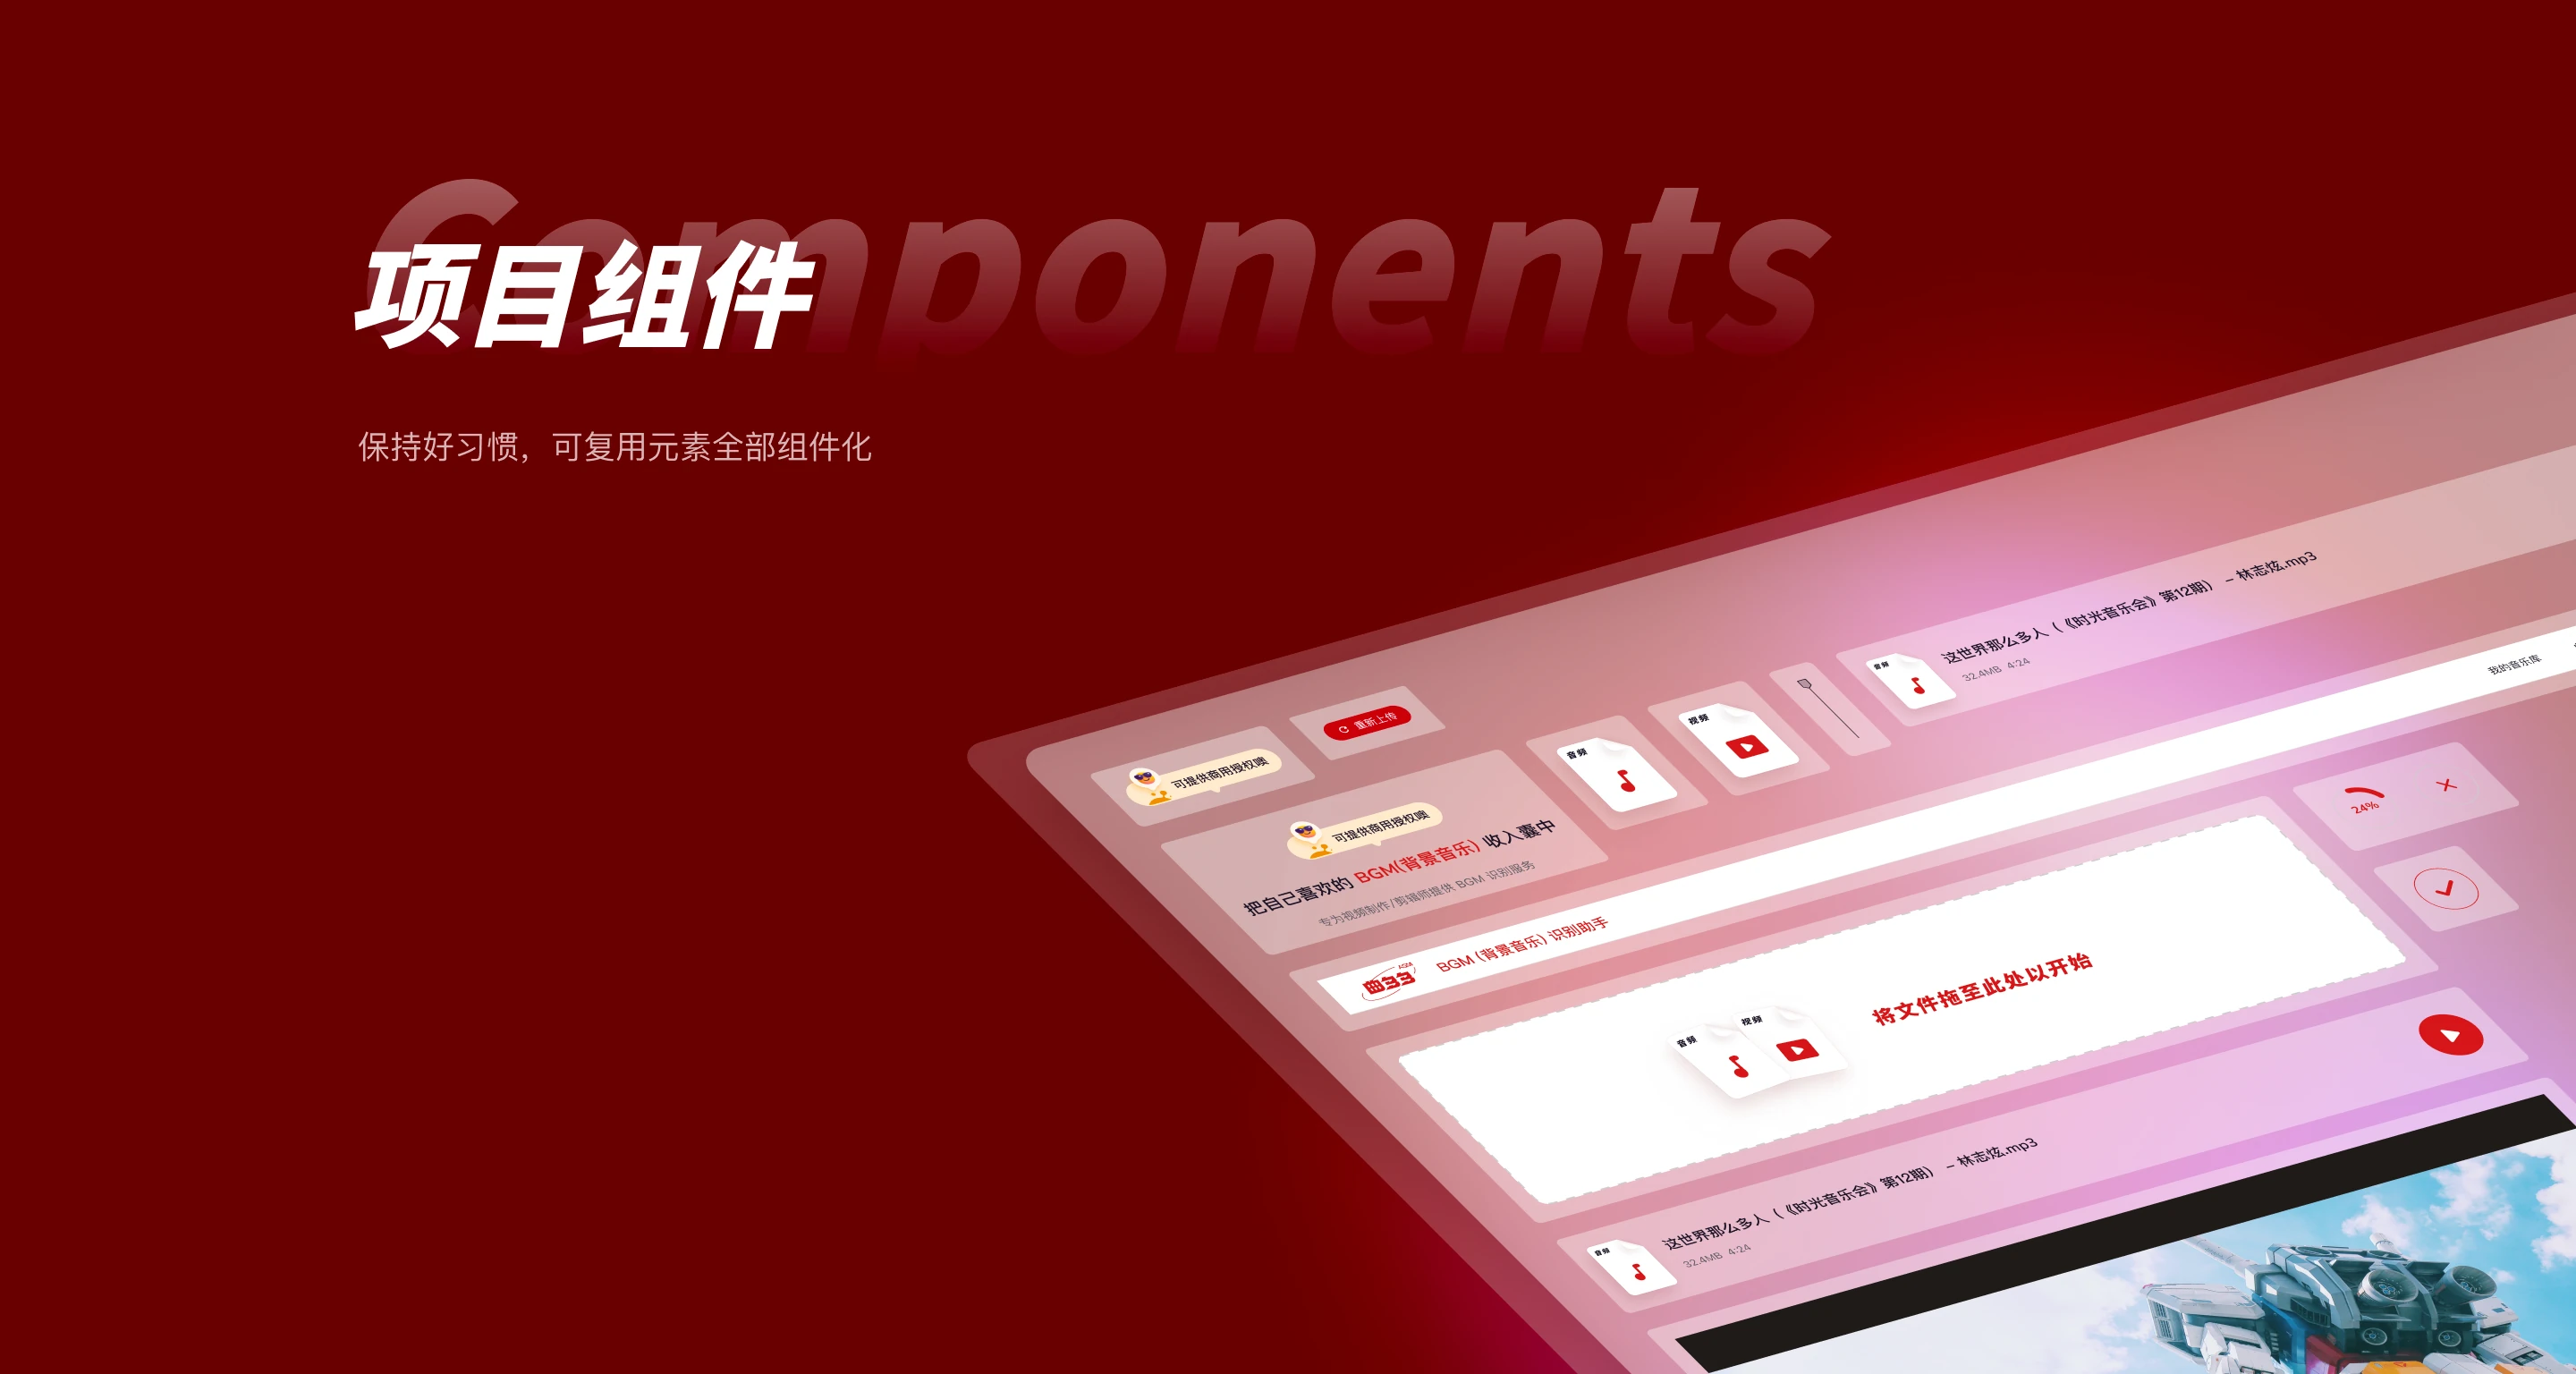 Components
项目组件
保持好习惯，可复用元素全部组件化
可提供商用授权噢
重新上传
音频
视频
音频
这世界那么多人（《时光音乐会》第12期） – 林志炫.mp3
32.4MB 4:24
可提供商用授权噢
把自己喜欢的 BGM(背景音乐) 收入囊中
专为视频制作/剪辑师提供 BGM 识别服务
曲33
BGM (背景音乐) 识别助手
我的音乐库
24%
音频
视频
将文件拖至此处以开始
音频
这世界那么多人（《时光音乐会》第12期） – 林志炫.mp3
32.4MB 4:24